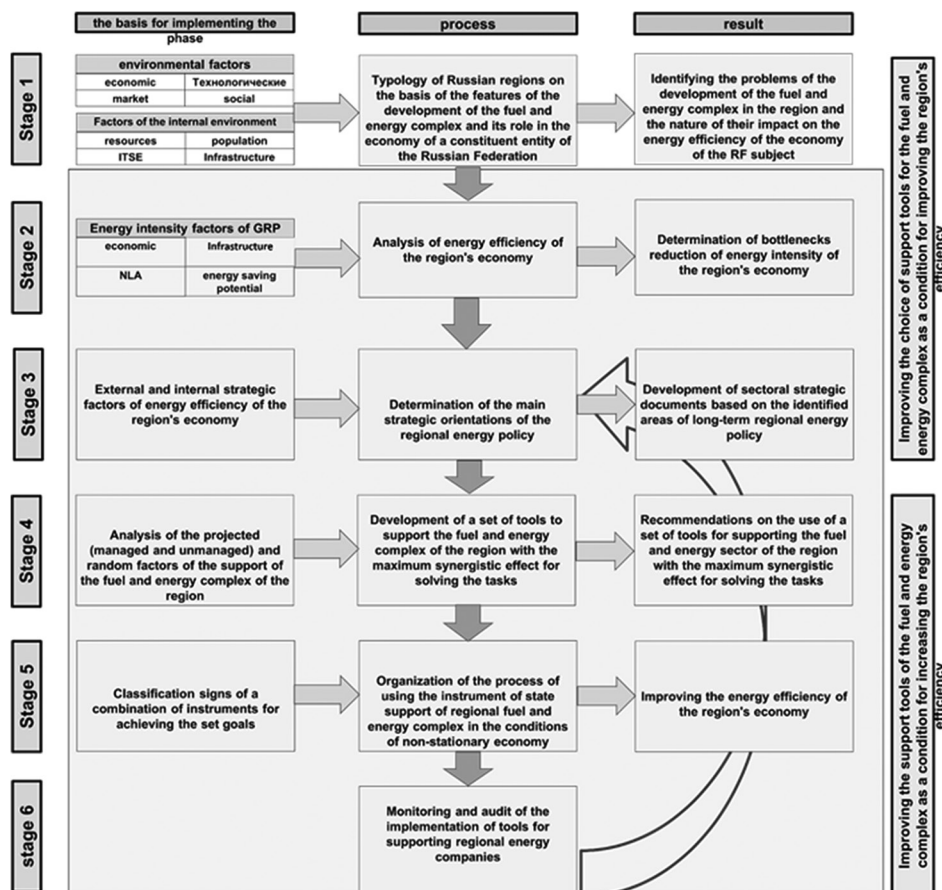 the basis for implementing the
phase
process
result
Stage 1
environmental factors
economic Технологические
market social
Factors of the internal environment
resources population
ITSE Infrastructure
Typology of Russian regions on
the basis of the features of
the development of the fuel and
energy complex and its role in the
economy of a constituent entity of
the Russian Federation
Identifying the problems of the
development of the fuel and
energy complex in the region and
the nature of their impact on the
energy efficiency of the economy
of the RF subject
Stage 2
Energy intensity factors of GRP
economic Infrastructure
NLA energy saving
potential
Analysis of energy efficiency of
the region's economy
Determination of bottlenecks
reduction of energy intensity of
the region's economy
Stage 3
External and internal strategic
factors of energy efficiency of the
region's economy
Determination of the main
strategic orientations of the
regional energy policy
Development of sectoral strategic
documents based on the identified
areas of long-term regional energy
policy
Improving the choice of support tools for the fuel and
energy complex as a condition for improving the region's
efficiency
Stage 4
Analysis of the projected
(managed and unmanaged) and
random factors of the support of
the fuel and energy complex of the
region
Development of a set of tools to
support the fuel and energy
complex of the region with the
maximum synergistic effect for
solving the tasks
Recommendations on the use of a
set of tools for supporting the fuel
and energy sector of the region
with the maximum synergistic
effect for solving the tasks
Stage 5
Classification signs of a
combination of instruments for
achieving the set goals
Organization of the process of
using the instrument of state
support of regional fuel and
energy complex in the conditions
of non-stationary economy
Improving the energy efficiency of
the region's economy
stage 6
Monitoring and audit of the
implementation of tools for
supporting regional energy
companies
Improving the support tools of the fuel and energy
complex as a condition for increasing the region's
efficiency